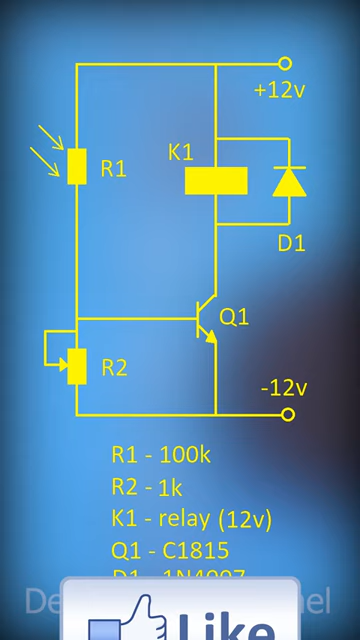 +12v
K1
R1
D1
Q1
R2
-12v
R1 - 100k
R2 - 1k
K1 - relay (12v)
Q1 - C1815
D1 - 1N4007
Like